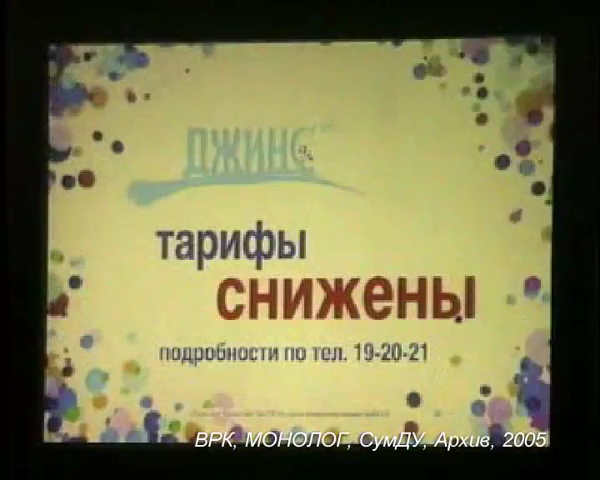 ДЖИНС
тарифы
снижены
подробности по тел. 19-20-21
ВРК, МОНОЛОГ, СумДУ, Архив, 2005